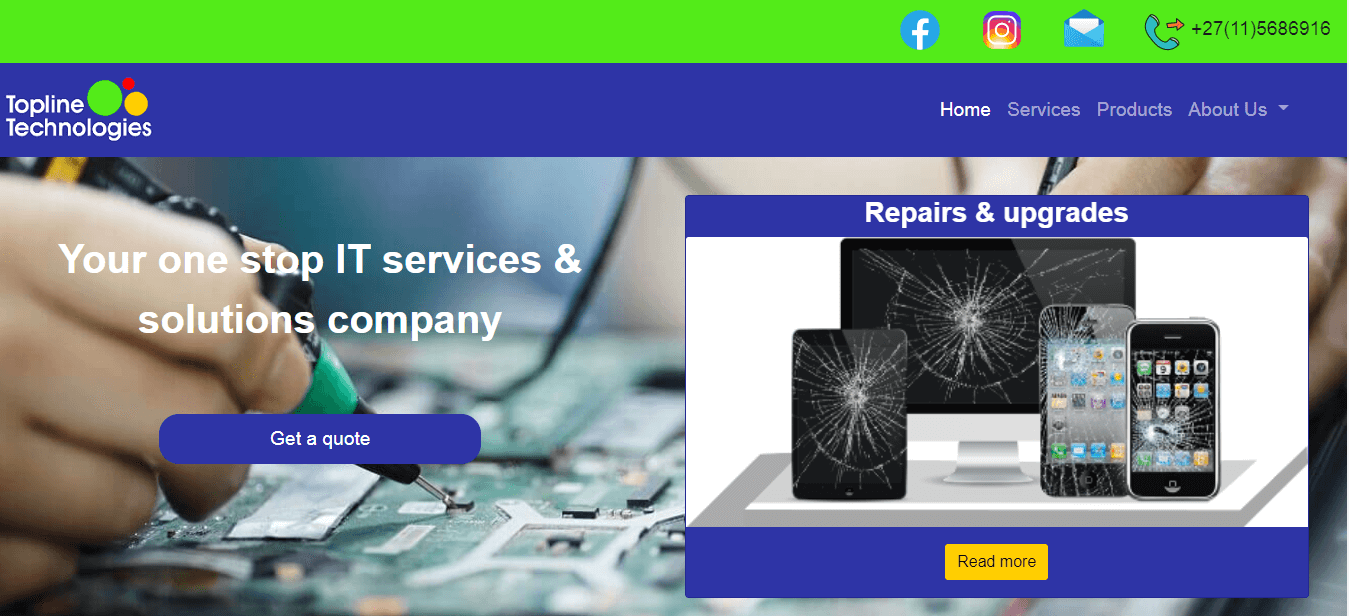 +27(11)5686916
Topline
Technologies
Home Services Products About Us
Your one stop IT services &
solutions company
Get a quote
Repairs & upgrades
Read more